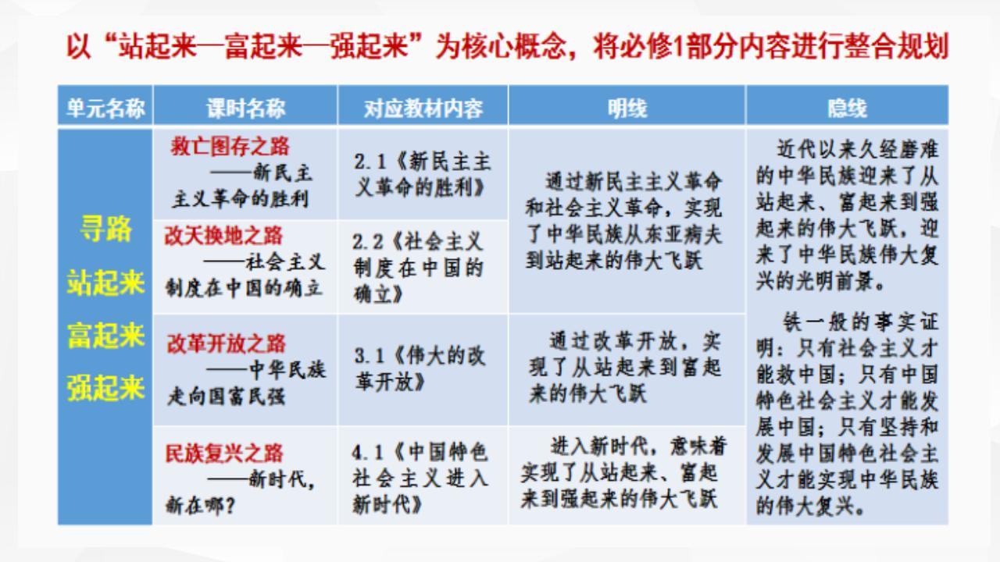 以“站起来—富起来—强起来”为核心概念，将必修1部分内容进行整合规划
单元名称
课时名称
对应教材内容
明线
隐线
寻路
站起来
富起来
强起来
救亡图存之路
——新民主
主义革命的胜利
2.1《新民主主
义革命的胜利》
通过新民主主义革命
和社会主义革命，实现
了中华民族从东亚病夫
到站起来的伟大飞跃
近代以来久经磨难
的中华民族迎来了从
站起来、富起来到强
起来的伟大飞跃，迎
来了中华民族伟大复
兴的光明前景。
铁一般的事实证
明：只有社会主义才
能救中国；只有中国
特色社会主义才能发
展中国；只有坚持和
发展中国特色社会主
义才能实现中华民族
的伟大复兴。
改天换地之路
——社会主义
制度在中国的确立
2.2《社会主义
制度在中国的
确立》
改革开放之路
——中华民族
走向国富民强
3.1《伟大的改
革开放》
通过改革开放，实
现了从站起来到富起
来的伟大飞跃
民族复兴之路
——新时代，
新在哪？
4.1《中国特色
社会主义进入
新时代》
进入新时代，意味着
实现了从站起来、富起
来到强起来的伟大飞跃